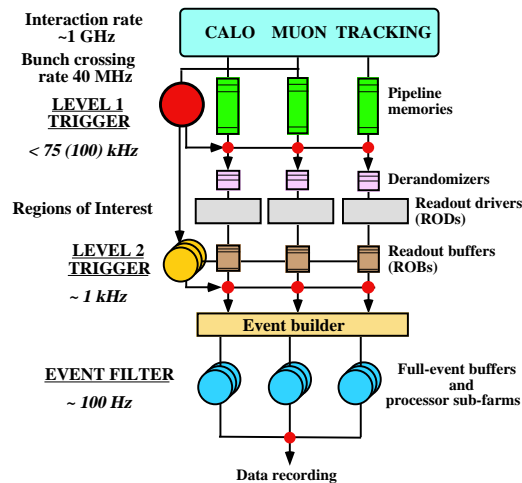 Interaction rate
~1 GHz
CALO MUON TRACKING
Bunch crossing
rate 40 MHz
LEVEL 1
TRIGGER
< 75 (100) kHz
Pipeline
memories
Derandomizers
Regions of Interest
Readout drivers
(RODs)
LEVEL 2
TRIGGER
~ 1 kHz
Readout buffers
(ROBs)
Event builder
EVENT FILTER
~ 100 Hz
Full-event buffers
and
processor sub-farms
Data recording